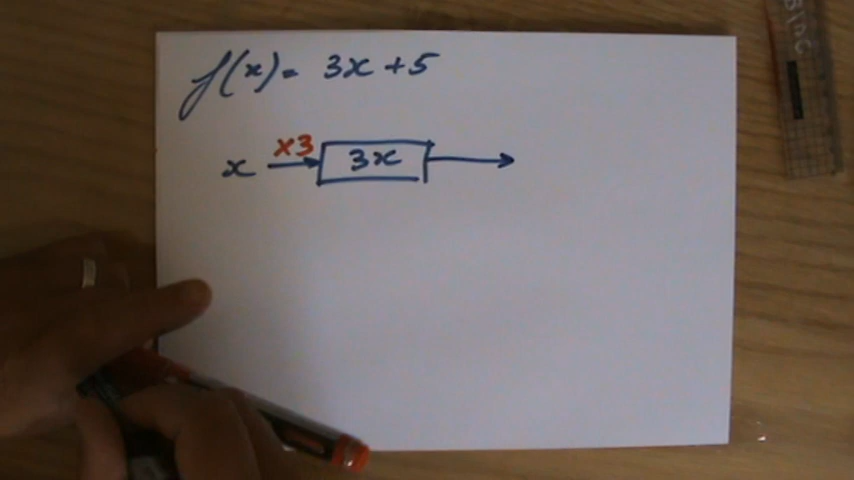 f(x) = 3x + 5
x ×3 3x